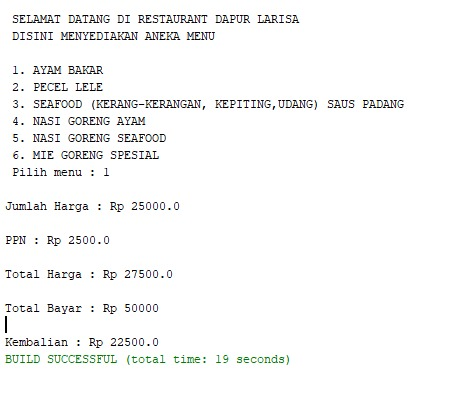 SELAMAT DATANG DI RESTAURANT DAPUR LARISA
DISINI MENYEDIAKAN ANEKA MENU
1. AYAM BAKAR
2. PECEL LELE
3. SEAFOOD (KERANG-KERANGAN, KEPITING,UDANG) SAUS PADANG
4. NASI GORENG AYAM
5. NASI GORENG SEAFOOD
6. MIE GORENG SPESIAL
Pilih menu : 1
Jumlah Harga : Rp 25000.0
PPN : Rp 2500.0
Total Harga : Rp 27500.0
Total Bayar : Rp 50000
Kembalian : Rp 22500.0
BUILD SUCCESSFUL (total time: 19 seconds)